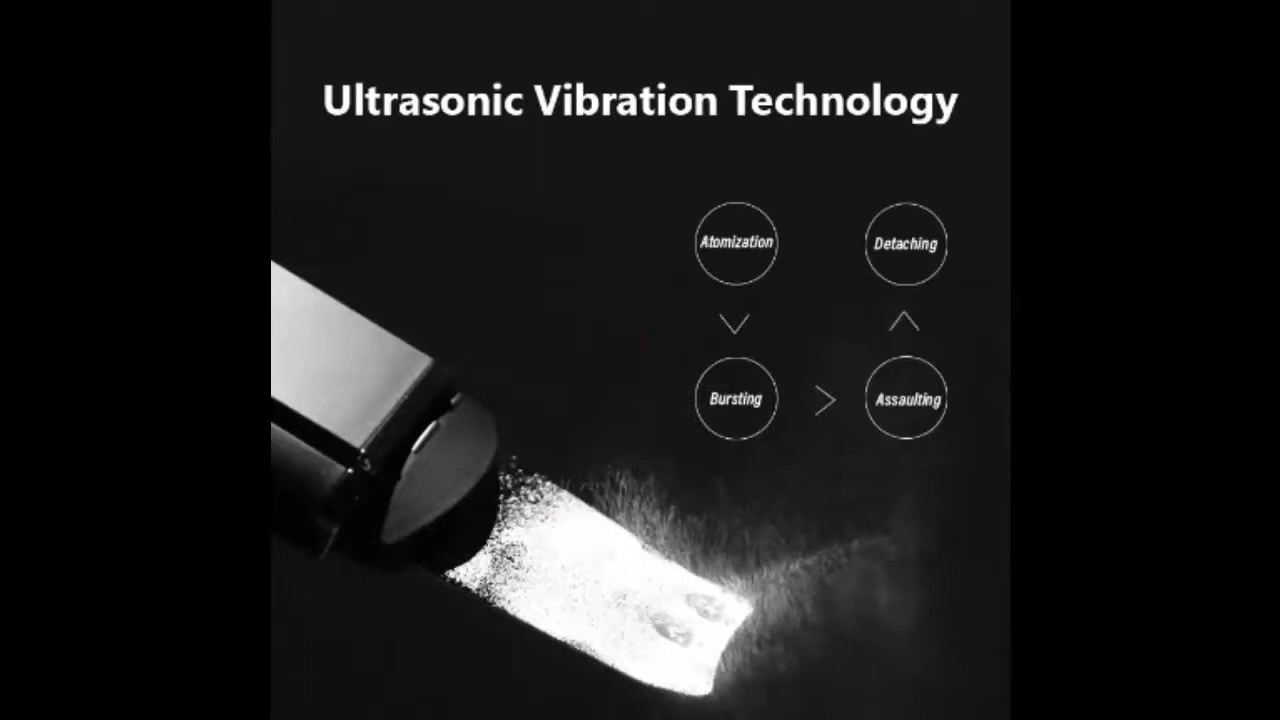 Ultrasonic Vibration Technology
Atomization
Detaching
Bursting
Assaulting